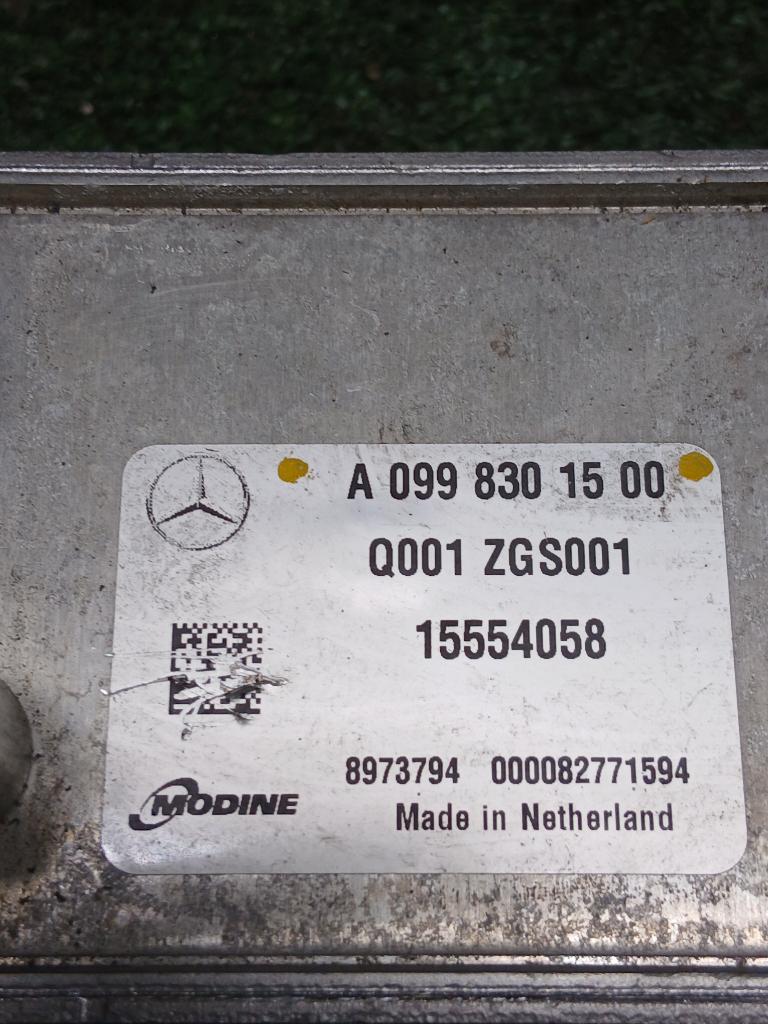 A 099 830 15 00
Q001 ZGS001
15554058
8973794 000082771594
MODINE
Made in Netherland